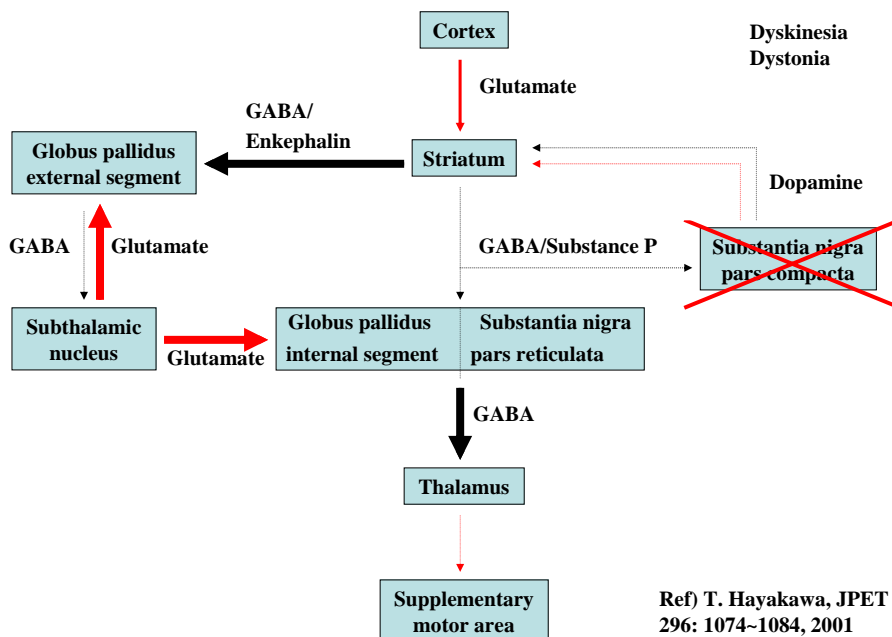 Cortex
Dyskinesia
Dystonia
Glutamate
GABA/
Enkephalin
Globus pallidus
external segment
Striatum
Dopamine
GABA
Glutamate
GABA/Substance P
Substantia nigra
pars compacta
Subthalamic
nucleus
Glutamate
Globus pallidus
internal segment
Substantia nigra
pars reticulata
GABA
Thalamus
Supplementary
motor area
Ref) T. Hayakawa, JPET
296: 1074~1084, 2001